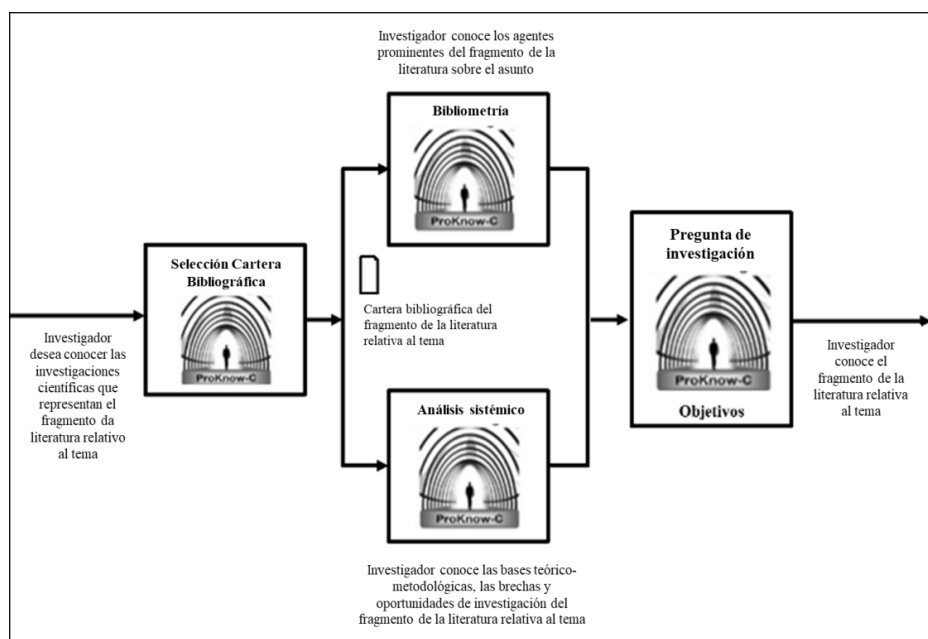 Investigador conoce los agentes
prominentes del fragmento de la
literatura sobre el asunto
Bibliometría
ProKnow-C
Selección Cartera
Bibliográfica
ProKnow-C
Investigador
desea conocer las
investigaciones
científicas que
representan el
fragmento da
literatura relativo
al tema
Cartera bibliográfica del
fragmento de la literatura
relativa al tema
Pregunta de
investigación
ProKnow-C
Objetivos
Investigador
conoce el
fragmento de la
literatura relativa
al tema
Análisis sistémico
ProKnow-C
Investigador conoce las bases teórico-
metodológicas, las brechas y
oportunidades de investigación del
fragmento de la literatura relativa al tema